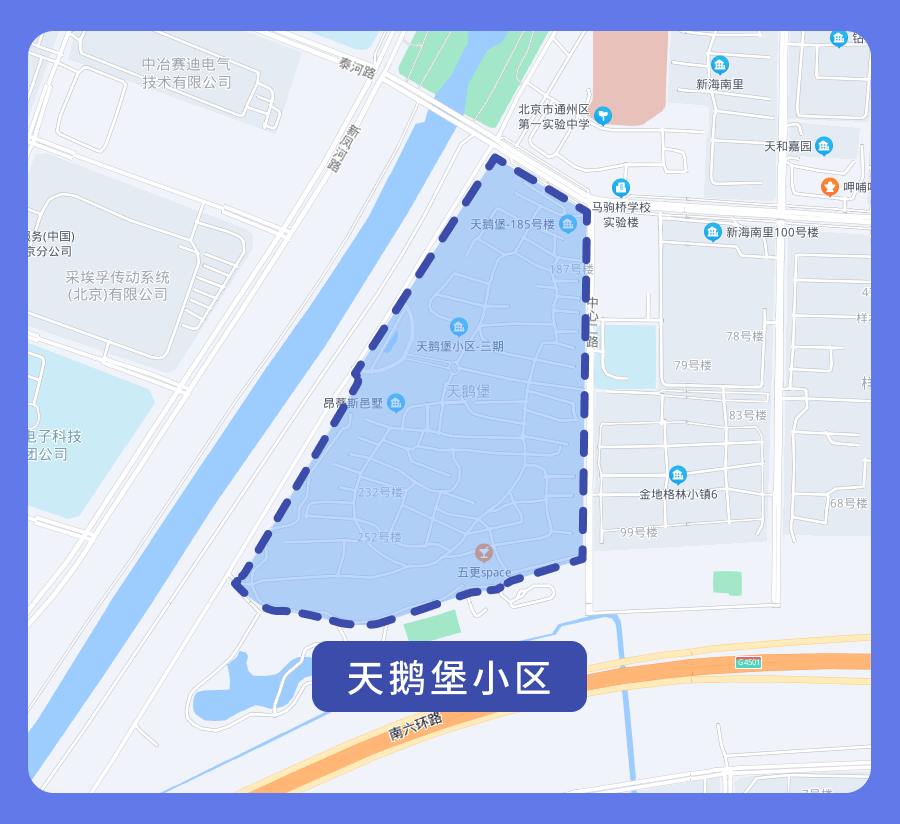 中冶赛迪电气
技术有限公司
泰河路
新凤河路
北京市通州区
第一实验中学
新海南里
天和嘉园
呷哺
马驹桥学校
实验楼
新海南里100号楼
天鹅堡-185号楼
187号楼
服务(中国)
京分公司
采埃孚传动系统
(北京)有限公司
中心二路
天鹅堡小区-三期
78号楼
79号楼
天鹅堡
昂蒂斯邑墅
83号楼
电子科技
团公司
232号楼
金地格林小镇6
68号楼
252号楼
99号楼
五更space
天鹅堡小区
G4501
南六环路